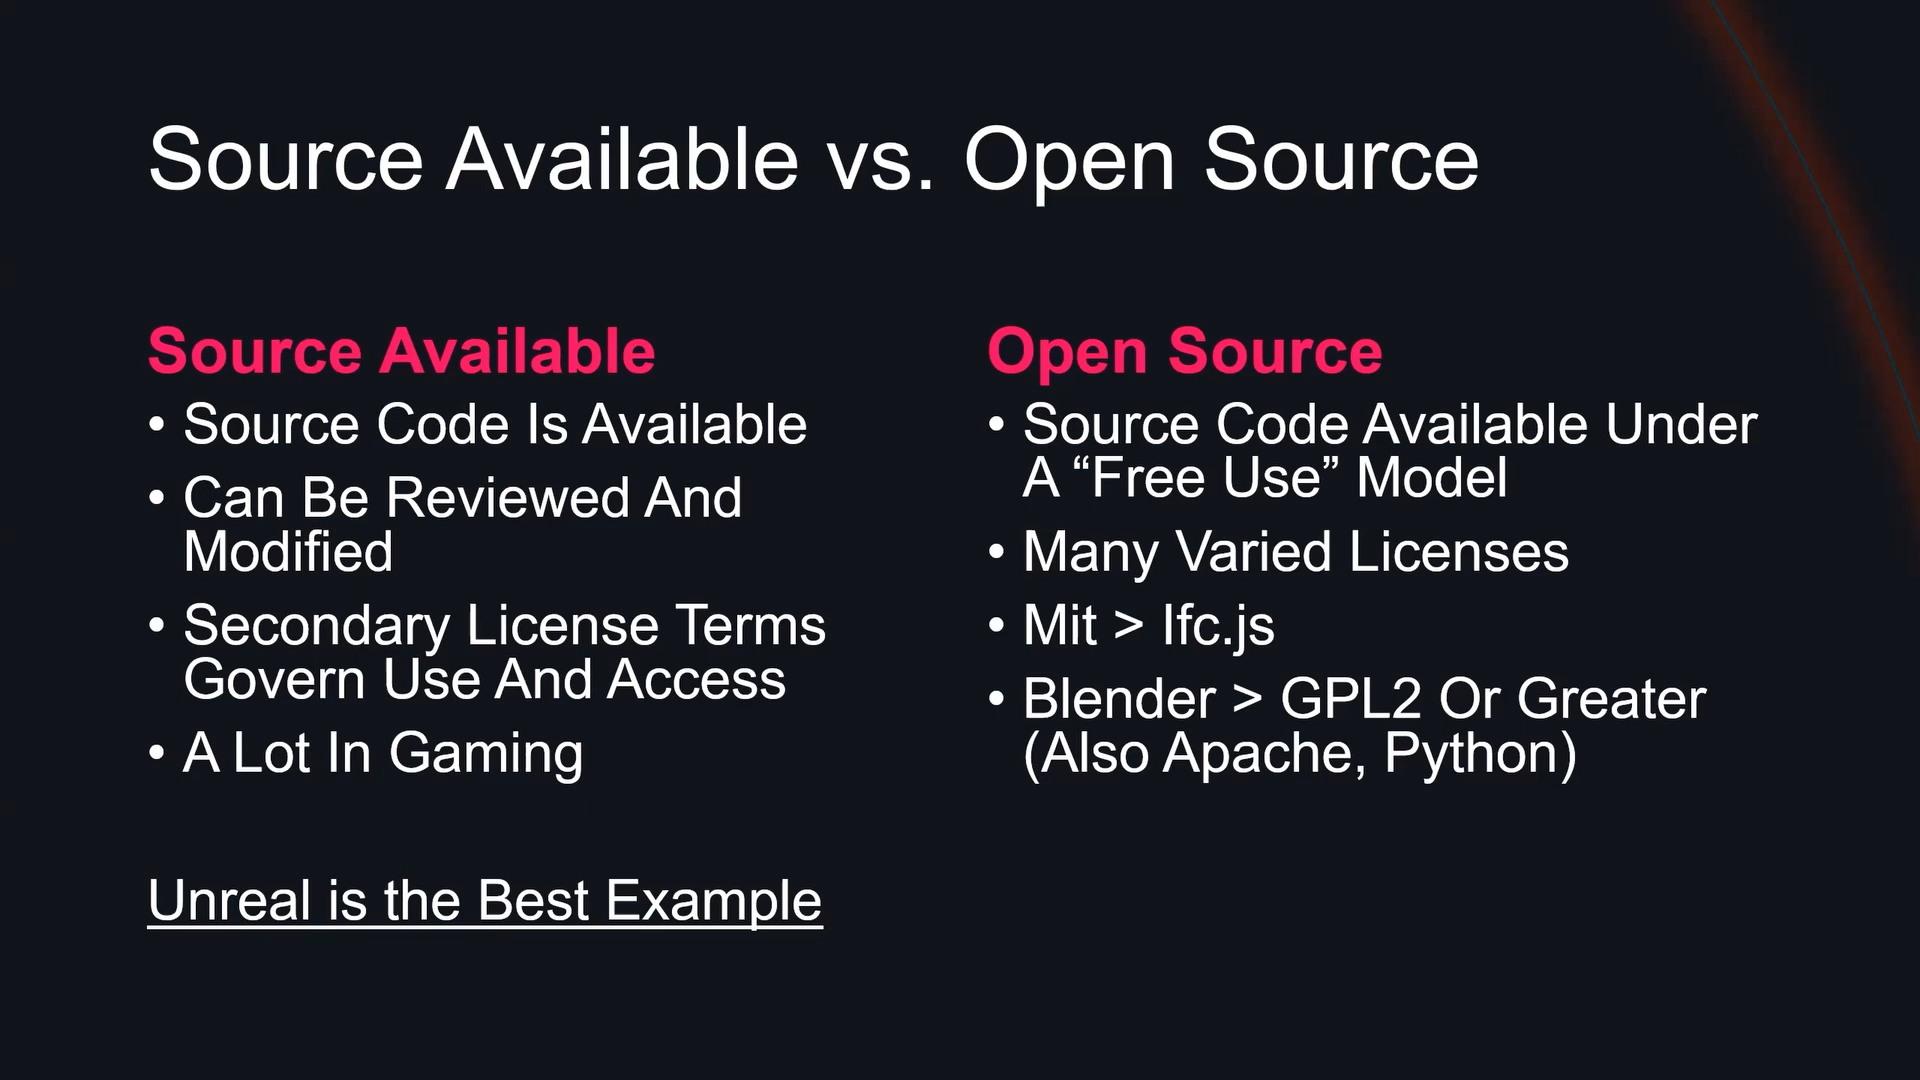 Source Available vs. Open Source
Source Available
• Source Code Is Available
• Can Be Reviewed And
Modified
• Secondary License Terms
Govern Use And Access
• A Lot In Gaming
Unreal is the Best Example
Open Source
• Source Code Available Under
A “Free Use” Model
• Many Varied Licenses
• Mit > Ifc.js
• Blender > GPL2 Or Greater
(Also Apache, Python)